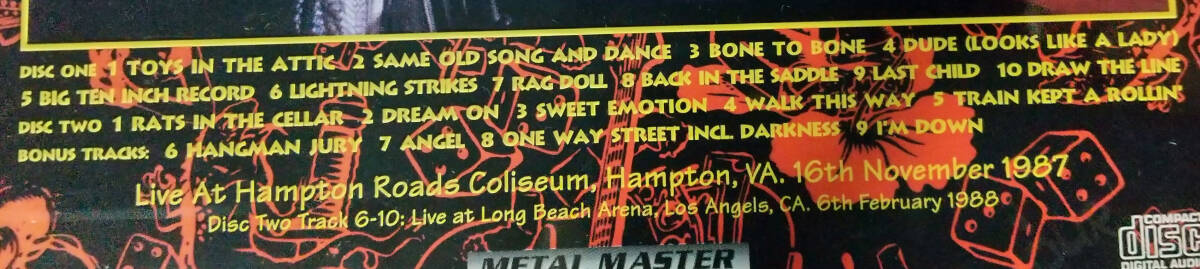 DISC ONE 1 TOYS IN THE ATTIC 2 SAME OLD SONG AND DANCE 3 BONE TO BONE 4 DUDE (LOOKS LIKE A LADY)
5 BIG TEN INCH RECORD 6 LIGHTNING STRIKES 7 RAG DOLL 8 BACK IN THE SADDLE 9 LAST CHILD 10 DRAW THE LINE
DISC TWO 1 RATS IN THE CELLAR 2 DREAM ON 3 SWEET EMOTION 4 WALK THIS WAY 5 TRAIN KEPT A ROLLIN'
BONUS TRACKS: 6 HANGMAN JURY 7 ANGEL 8 ONE WAY STREET INCL. DARKNESS 9 I'M DOWN
Live At Hampton Roads Coliseum, Hampton, VA. 16th November 1987
Disc Two Track 6-10: Live at Long Beach Arena, Los Angels, CA. 6th February 1988
METAL MASTER
COMPACT
disc
DIGITAL AUDIO